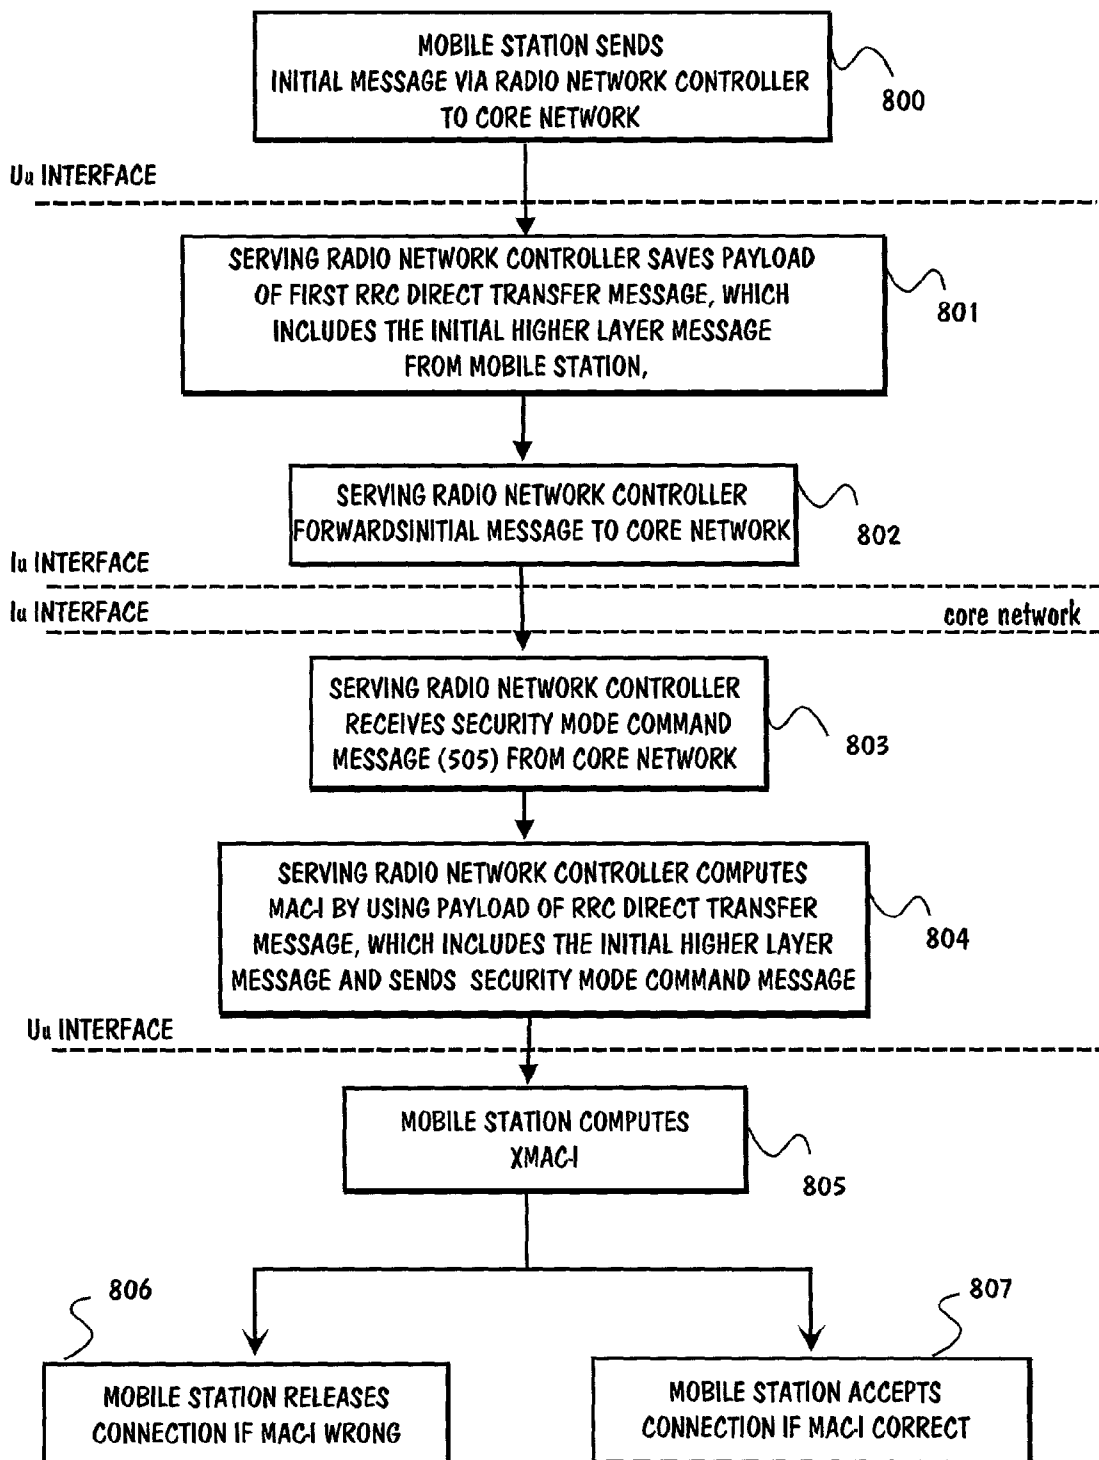 MOBILE STATION SENDS
INITIAL MESSAGE VIA RADIO NETWORK CONTROLLER
TO CORE NETWORK
800
Uu INTERFACE
SERVING RADIO NETWORK CONTROLLER SAVES PAYLOAD
OF FIRST RRC DIRECT TRANSFER MESSAGE, WHICH
INCLUDES THE INITIAL HIGHER LAYER MESSAGE
FROM MOBILE STATION,
801
SERVING RADIO NETWORK CONTROLLER
FORWARDSINITIAL MESSAGE TO CORE NETWORK
802
Iu INTERFACE
Iu INTERFACE
core network
SERVING RADIO NETWORK CONTROLLER
RECEIVES SECURITY MODE COMMAND
MESSAGE (505) FROM CORE NETWORK
803
SERVING RADIO NETWORK CONTROLLER COMPUTES
MAC-I BY USING PAYLOAD OF RRC DIRECT TRANSFER
MESSAGE, WHICH INCLUDES THE INITIAL HIGHER LAYER
MESSAGE AND SENDS SECURITY MODE COMMAND MESSAGE
804
Uu INTERFACE
MOBILE STATION COMPUTES
XMAC-I
805
806
807
MOBILE STATION RELEASES
CONNECTION IF MAC-I WRONG
MOBILE STATION ACCEPTS
CONNECTION IF MAC-I CORRECT